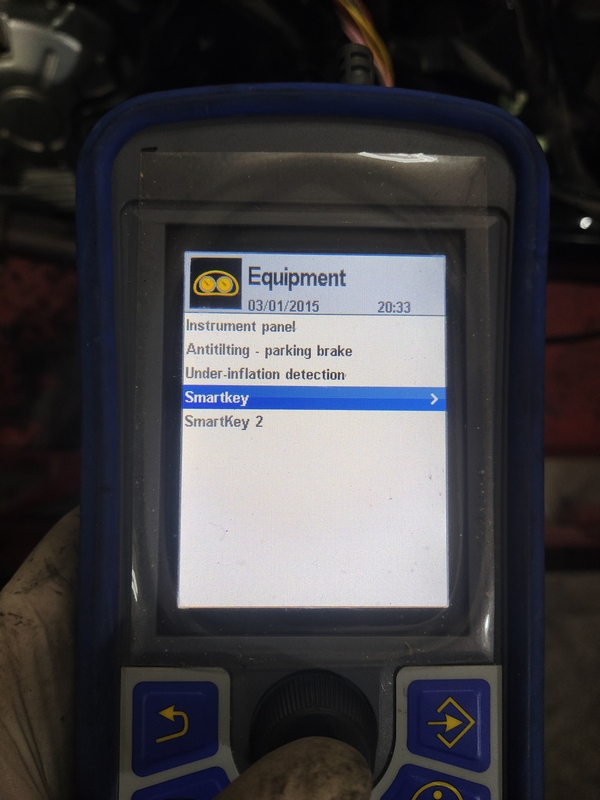 Equipment
03/01/2015 20:33
Instrument panel
Antitilting - parking brake
Under-inflation detection
Smartkey
SmartKey 2